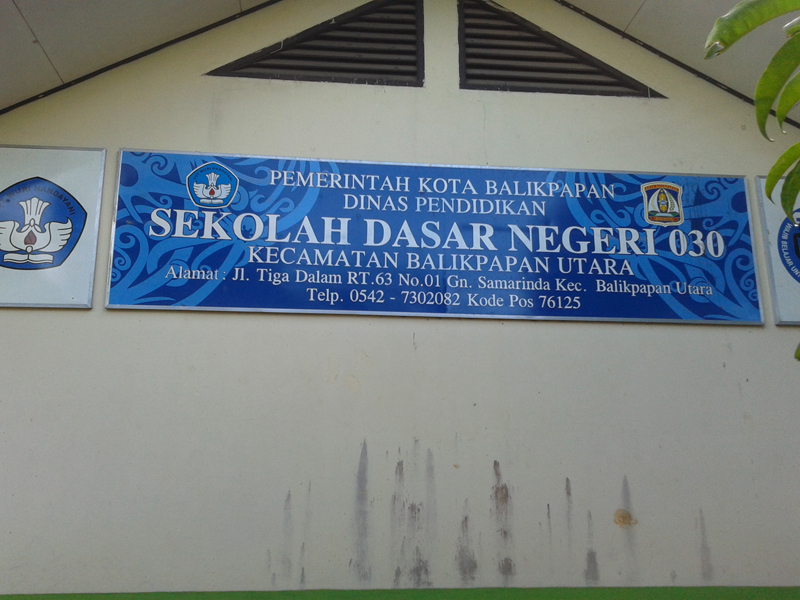 PEMERINTAH KOTA BALIKPAPAN
DINAS PENDIDIKAN
SEKOLAH DASAR NEGERI 030
KECAMATAN BALIKPAPAN UTARA
Alamat : Jl. Tiga Dalam RT.63 No.01 Gn. Samarinda Kec. Balikpapan Utara
Telp. 0542 - 7302082 Kode Pos 76125